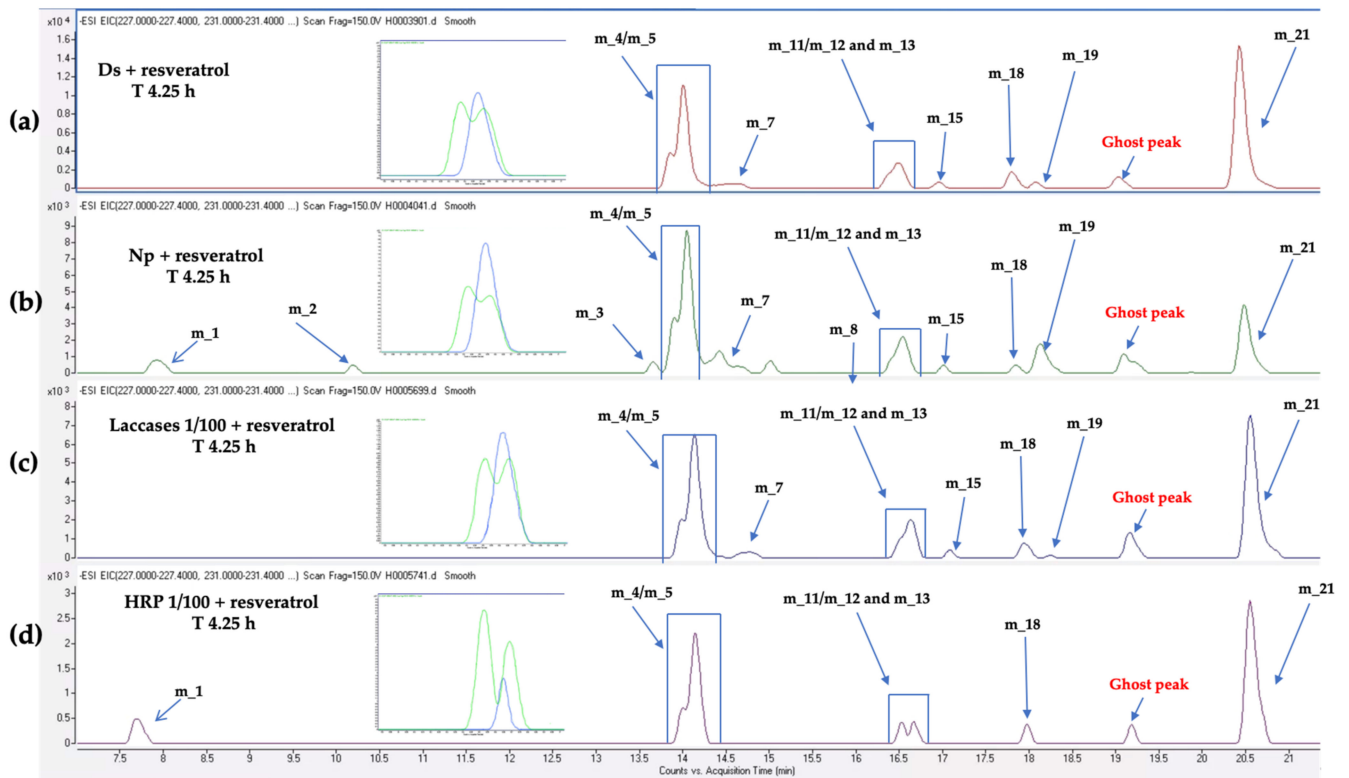 x10 4 -ESI EIC(227.0000-227.4000, 231.0000-231.4000 ...) Scan Frag=150.0V H0003901.d Smooth
(a)
Ds + resveratrol
T 4.25 h
m_4/m_5
m_7
m_11/m_12 and m_13
m_15
m_18
m_19
Ghost peak
m_21
1.6
1.4
1.2
1
0.8
0.6
0.4
0.2
0
x10 3 -ESI EIC(227.0000-227.4000, 231.0000-231.4000 ...) Scan Frag=150.0V H0004041.d Smooth
(b)
Np + resveratrol
T 4.25 h
m_1
m_2
m_3
m_4/m_5
m_7
m_8
m_11/m_12 and m_13
m_15
m_18
m_19
Ghost peak
m_21
9
8
7
6
5
4
3
2
1
0
x10 3 -ESI EIC(227.0000-227.4000, 231.0000-231.4000 ...) Scan Frag=150.0V H0005699.d Smooth
(c)
Laccases 1/100 + resveratrol
T 4.25 h
m_4/m_5
m_7
m_11/m_12 and m_13
m_15
m_18
m_19
Ghost peak
m_21
8
7
6
5
4
3
2
1
0
x10 3 -ESI EIC(227.0000-227.4000, 231.0000-231.4000 ...) Scan Frag=150.0V H0005741.d Smooth
(d)
HRP 1/100 + resveratrol
T 4.25 h
m_1
m_4/m_5
m_11/m_12 and m_13
m_18
Ghost peak
m_21
3
2.5
2
1.5
1
0.5
0
7.5 8 8.5 9 9.5 10 10.5 11 11.5 12 12.5 13 13.5 14 14.5 15 15.5 16 16.5 17 17.5 18 18.5 19 19.5 20 20.5 21
Counts vs. Acquisition Time (min)